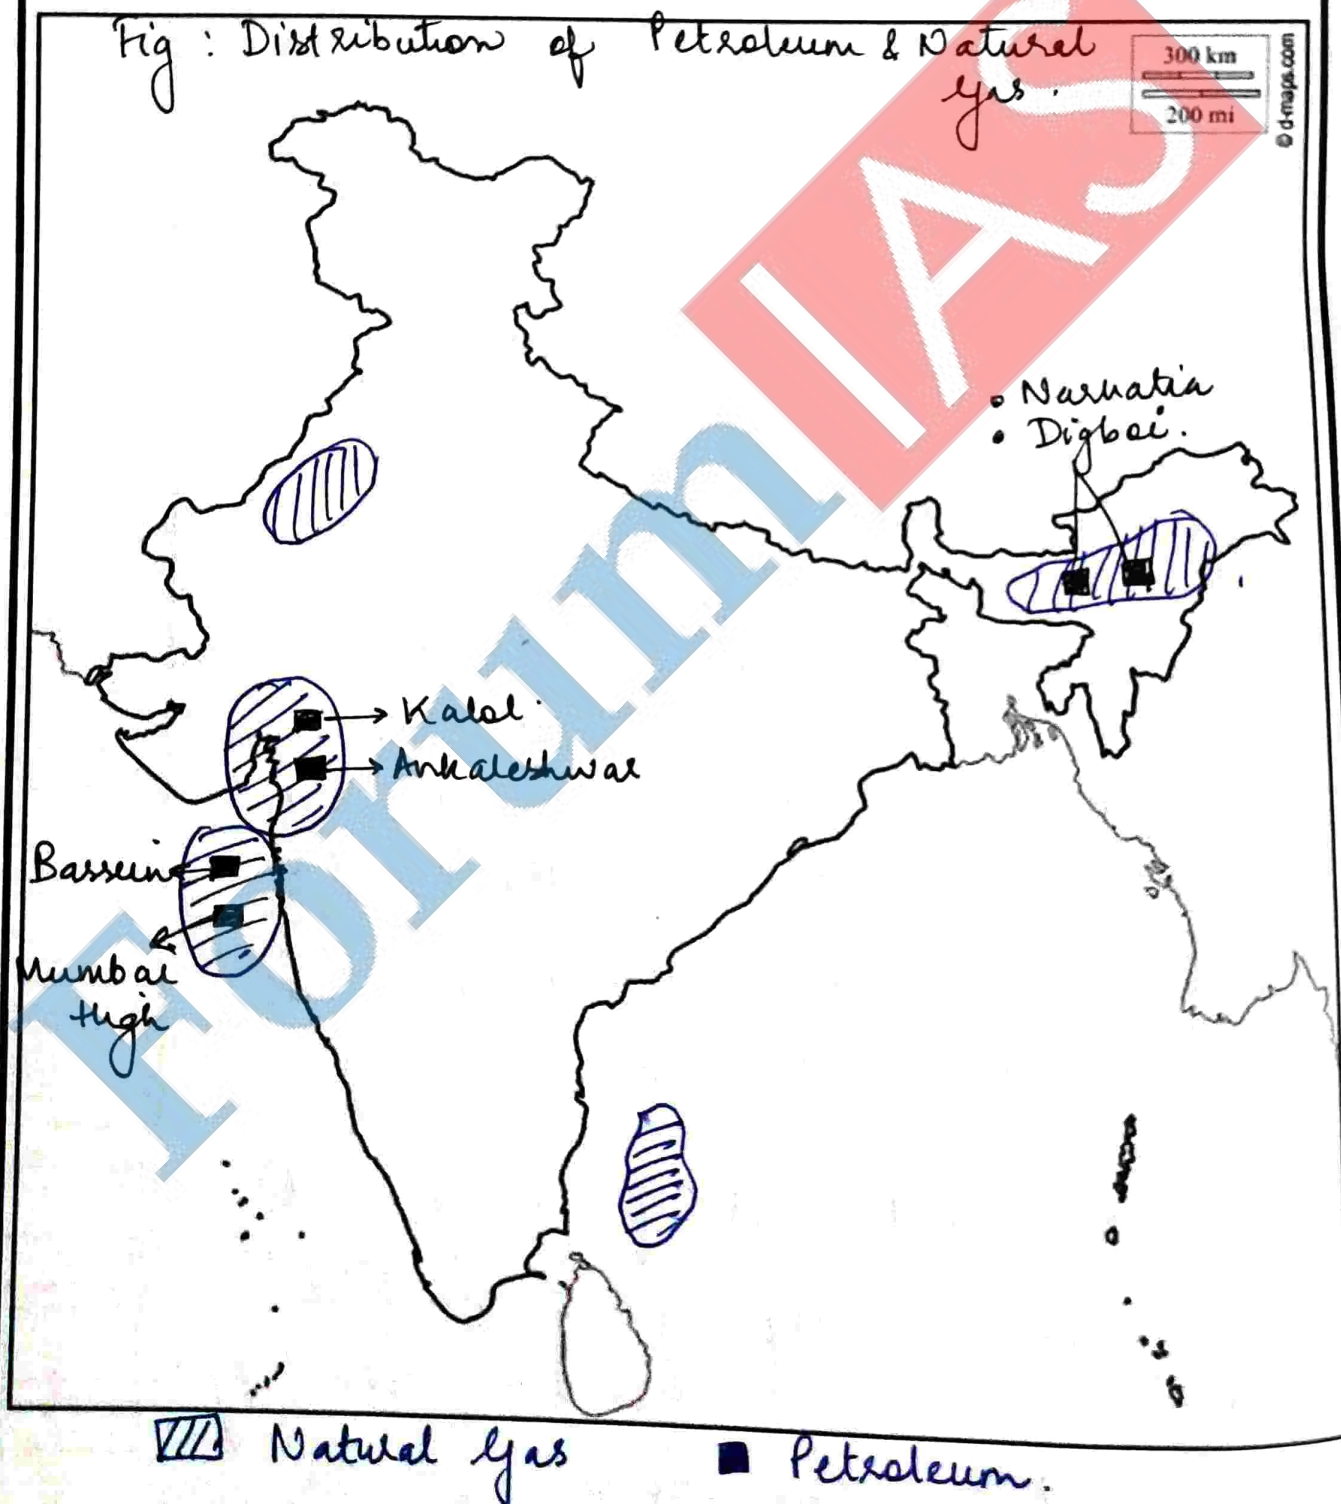 Fig : Distribution of Petroleum & Natural
Gas.
300 km
200 mi
© d-maps.com
ForumIAS
• Narhatia
• Digboi.
Kalol
Ankaleshwar
Bassein
Mumbai
High
Natural Gas
Petroleum.